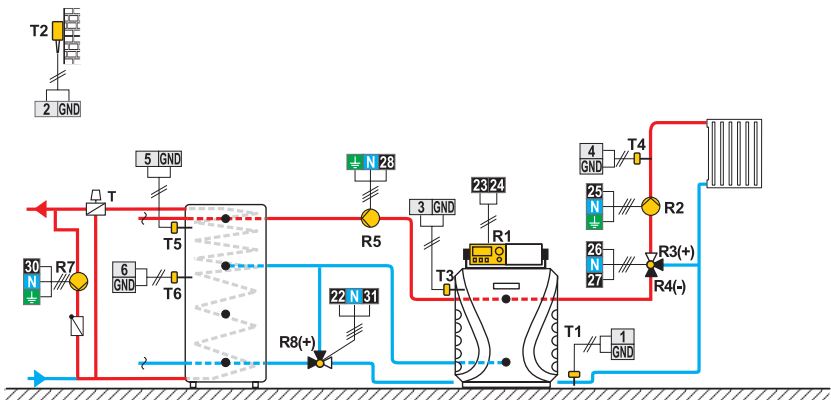 T2
2 GND
5 GND
T
T5
6
GND
T6
R7
30
N
N 28
R5
22 N 31
R8(+)
3 GND
T3
23 24
R1
T1
1
GND
4
GND
T4
25
N
R2
26
N
27
R3(+)
R4(-)